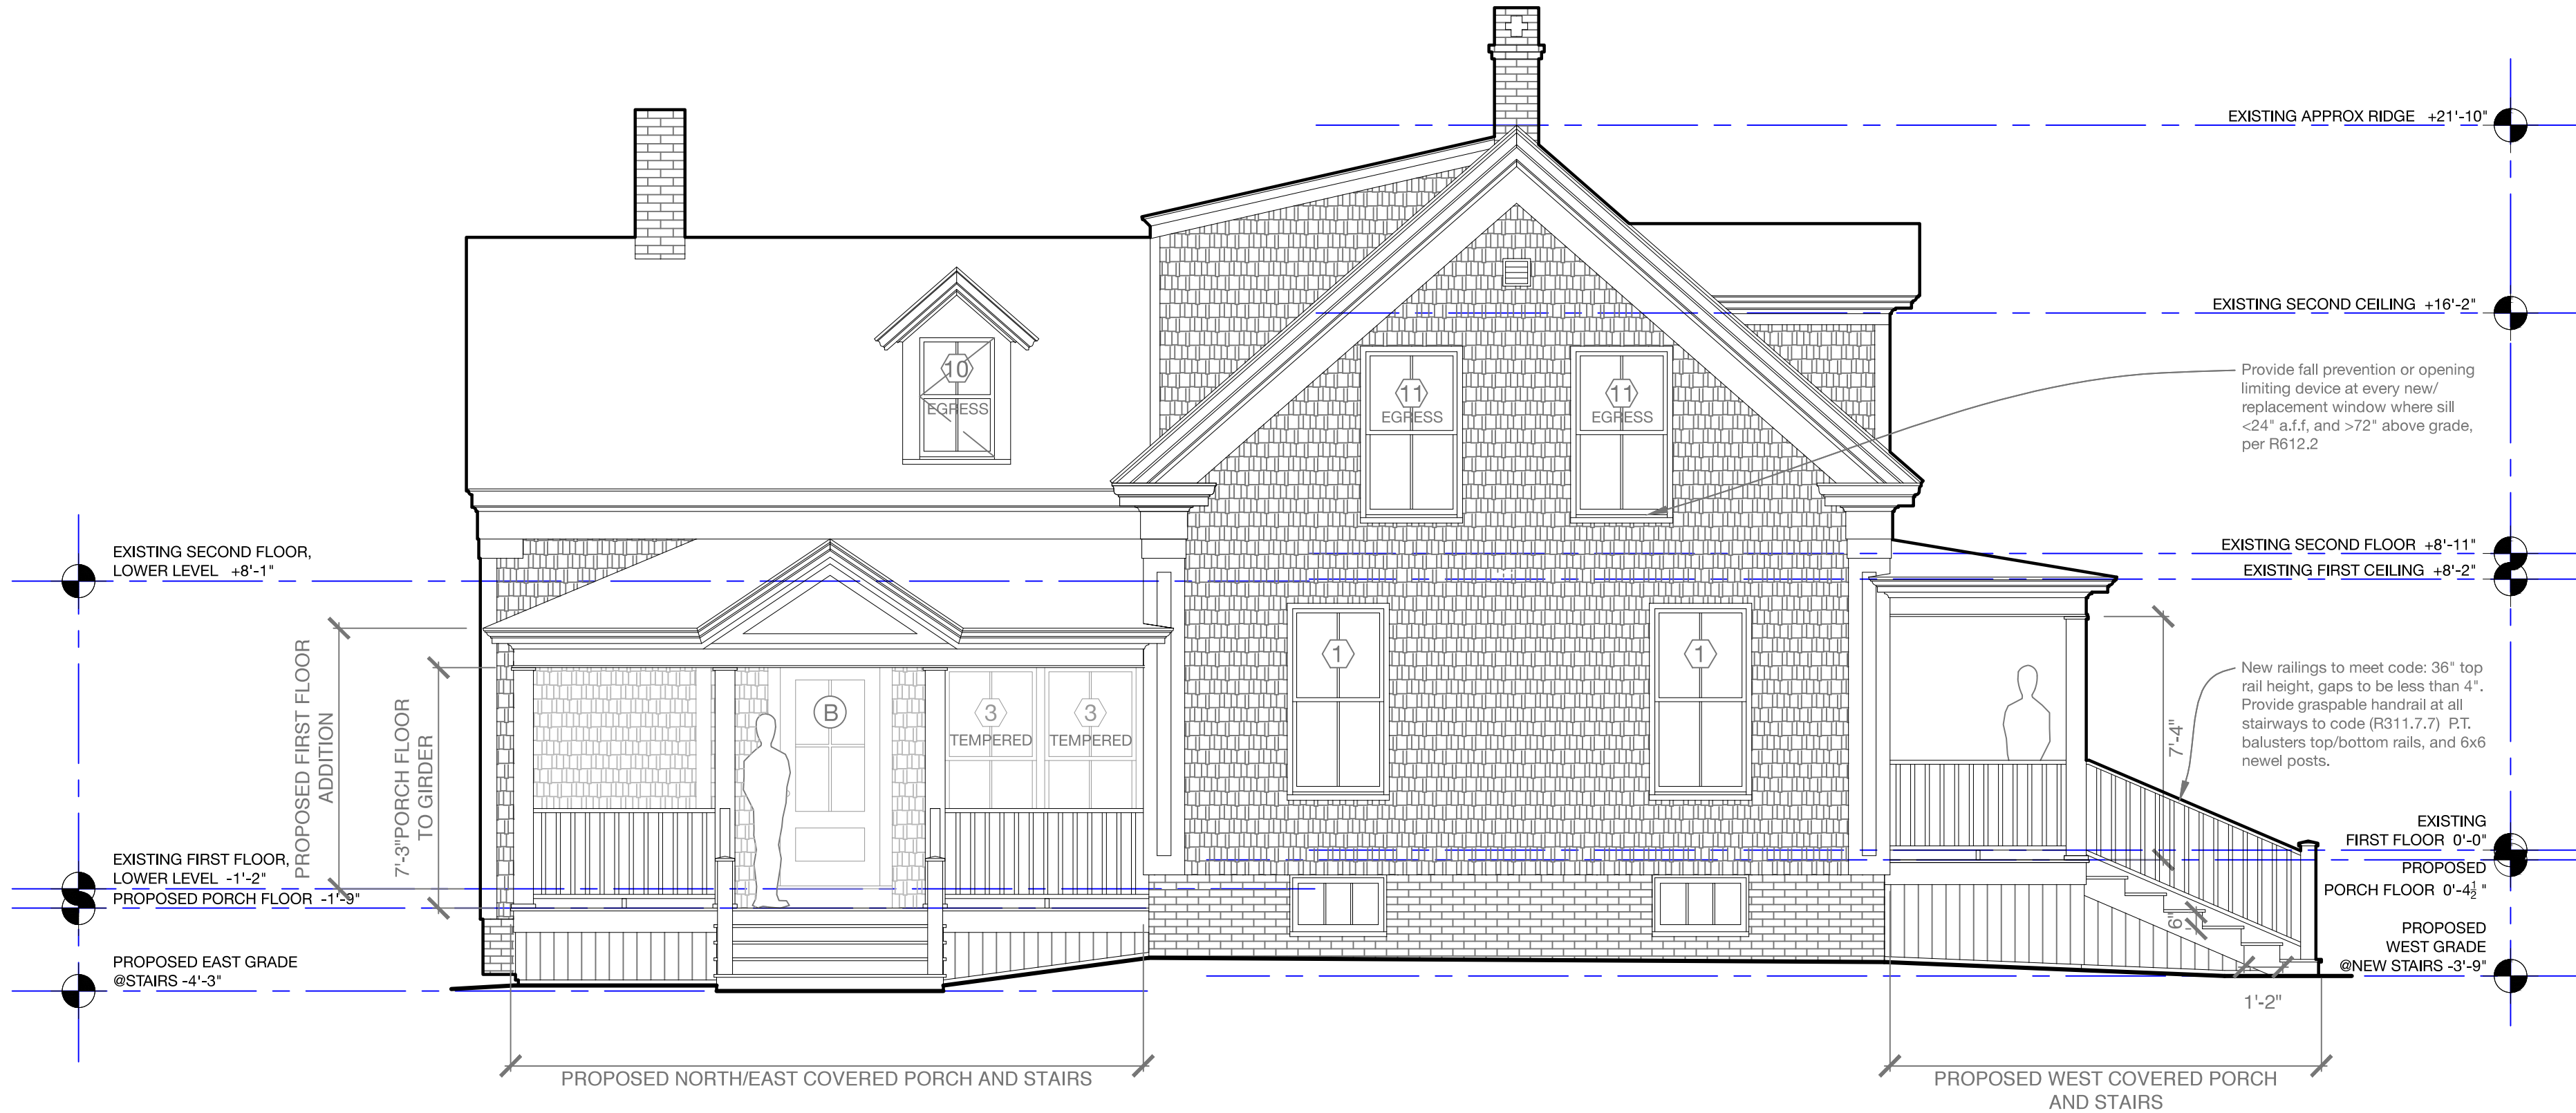 EXISTING APPROX RIDGE +21'-10"
EXISTING SECOND CEILING +16'-2"
Provide fall prevention or opening
limiting device at every new/
replacement window where sill
<24" a.f.f, and >72" above grade,
per R612.2
10
EGRESS
11
EGRESS
11
EGRESS
EXISTING SECOND FLOOR,
LOWER LEVEL +8'-1"
EXISTING SECOND FLOOR +8'-11"
EXISTING FIRST CEILING +8'-2"
PROPOSED FIRST FLOOR
ADDITION
7'-3"PORCH FLOOR
TO GIRDER
B
3
TEMPERED
3
TEMPERED
1
1
7'-4"
New railings to meet code: 36" top
rail height, gaps to be less than 4".
Provide graspable handrail at all
stairways to code (R311.7.7) P.T.
balusters top/bottom rails, and 6x6
newel posts.
EXISTING FIRST FLOOR,
LOWER LEVEL -1'-2"
PROPOSED PORCH FLOOR -1'-9"
PROPOSED EAST GRADE
@STAIRS -4'-3"
EXISTING
FIRST FLOOR 0'-0"
PROPOSED
PORCH FLOOR 0'-4½"
PROPOSED
WEST GRADE
@NEW STAIRS -3'-9"
6"
1'-2"
PROPOSED NORTH/EAST COVERED PORCH AND STAIRS
PROPOSED WEST COVERED PORCH
AND STAIRS